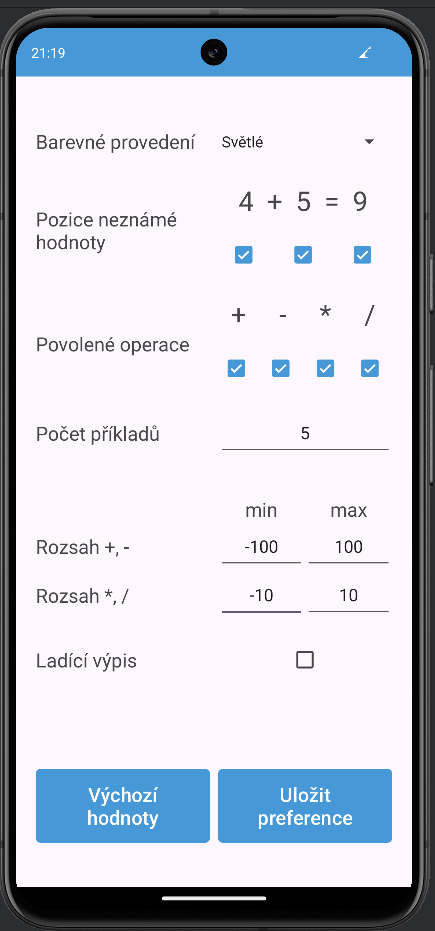 21:19
Barevné provedení
Světlé
4 + 5 = 9
Pozice neznámé
hodnoty
+ - * /
Povolené operace
Počet příkladů
5
min max
Rozsah +, - -100 100
Rozsah *, / -10 10
Ladící výpis
Výchozí
hodnoty
Uložit
preference